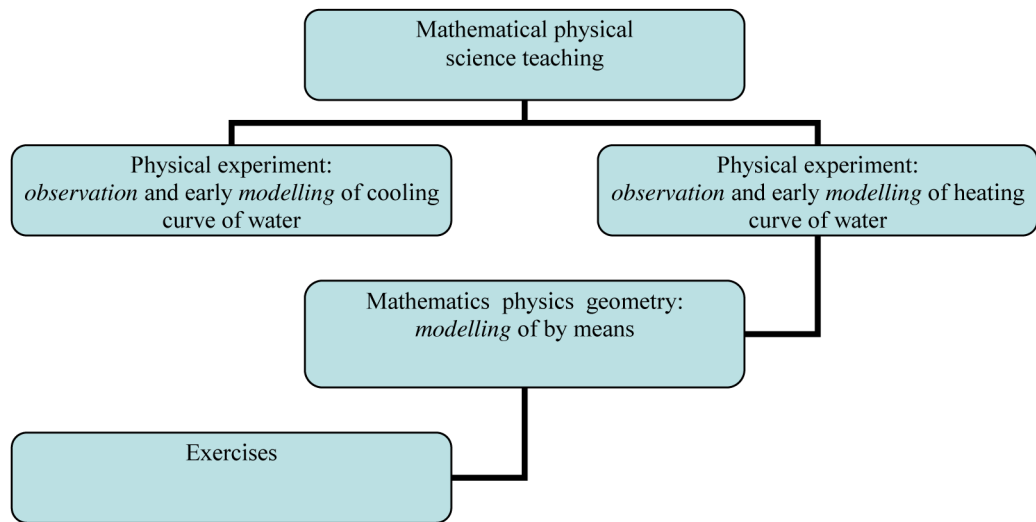 Mathematical physical
science teaching
Physical experiment:
observation and early modelling of cooling
curve of water
Physical experiment:
observation and early modelling of heating
curve of water
Mathematics physics geometry:
modelling of by means
Exercises